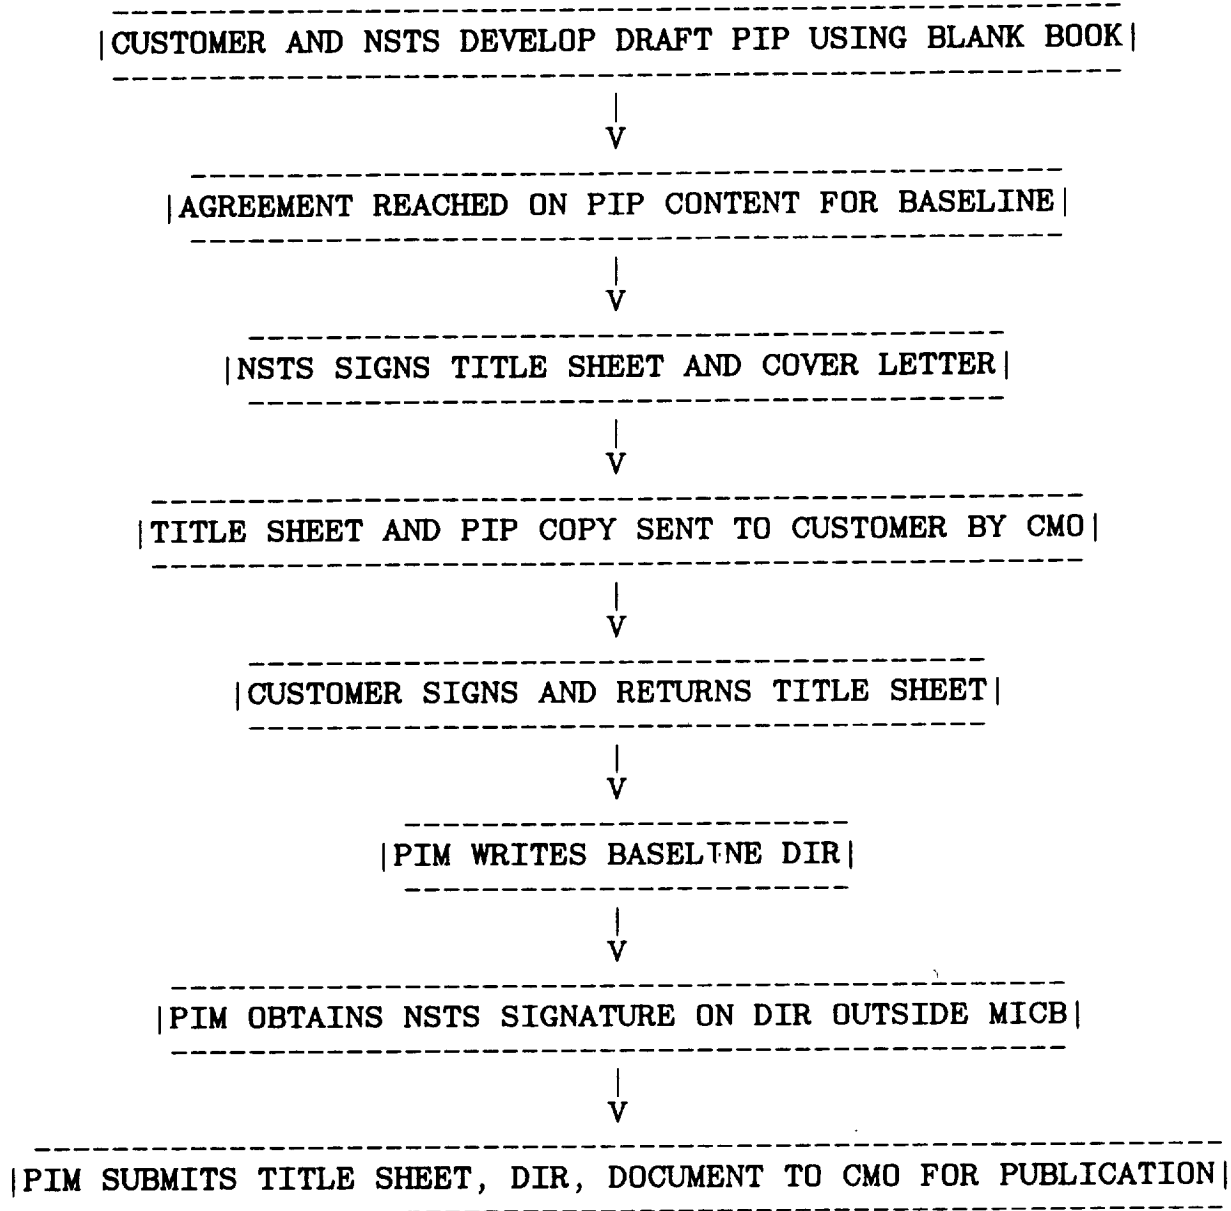 CUSTOMER AND NSTS DEVELOP DRAFT PIP USING BLANK BOOK
V
AGREEMENT REACHED ON PIP CONTENT FOR BASELINE
V
NSTS SIGNS TITLE SHEET AND COVER LETTER
V
TITLE SHEET AND PIP COPY SENT TO CUSTOMER BY CMO
V
CUSTOMER SIGNS AND RETURNS TITLE SHEET
V
PIM WRITES BASELINE DIR
V
PIM OBTAINS NSTS SIGNATURE ON DIR OUTSIDE MICB
V
PIM SUBMITS TITLE SHEET, DIR, DOCUMENT TO CMO FOR PUBLICATION